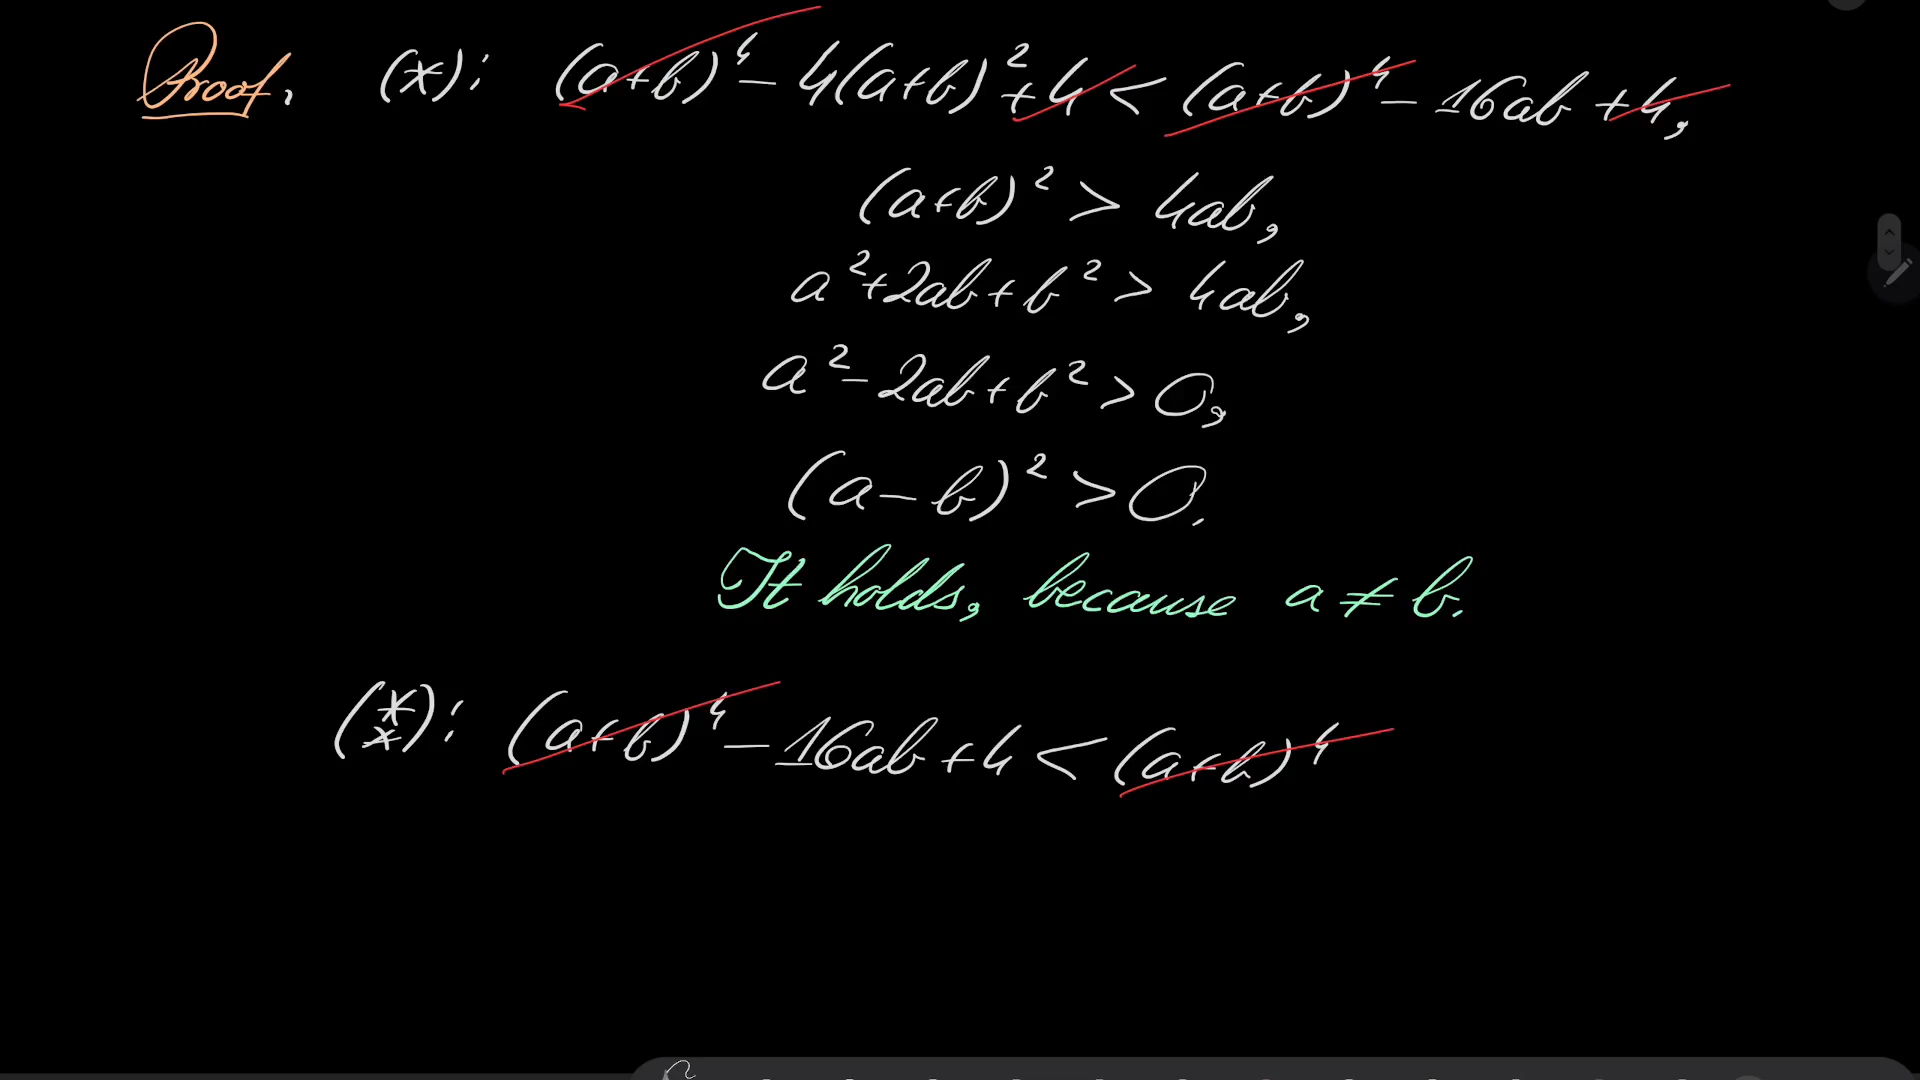 Proof. (*): (a+b)⁴ - 4(a+b)² + 4 < (a+b)⁴ - 16ab + 4,
(a+b)² > 4ab,
a² + 2ab + b² > 4ab,
a² - 2ab + b² > 0,
(a - b)² > 0.
It holds, because a ≠ b.
(**): (a+b)⁴ - 16ab + 4 < (a+b)⁴